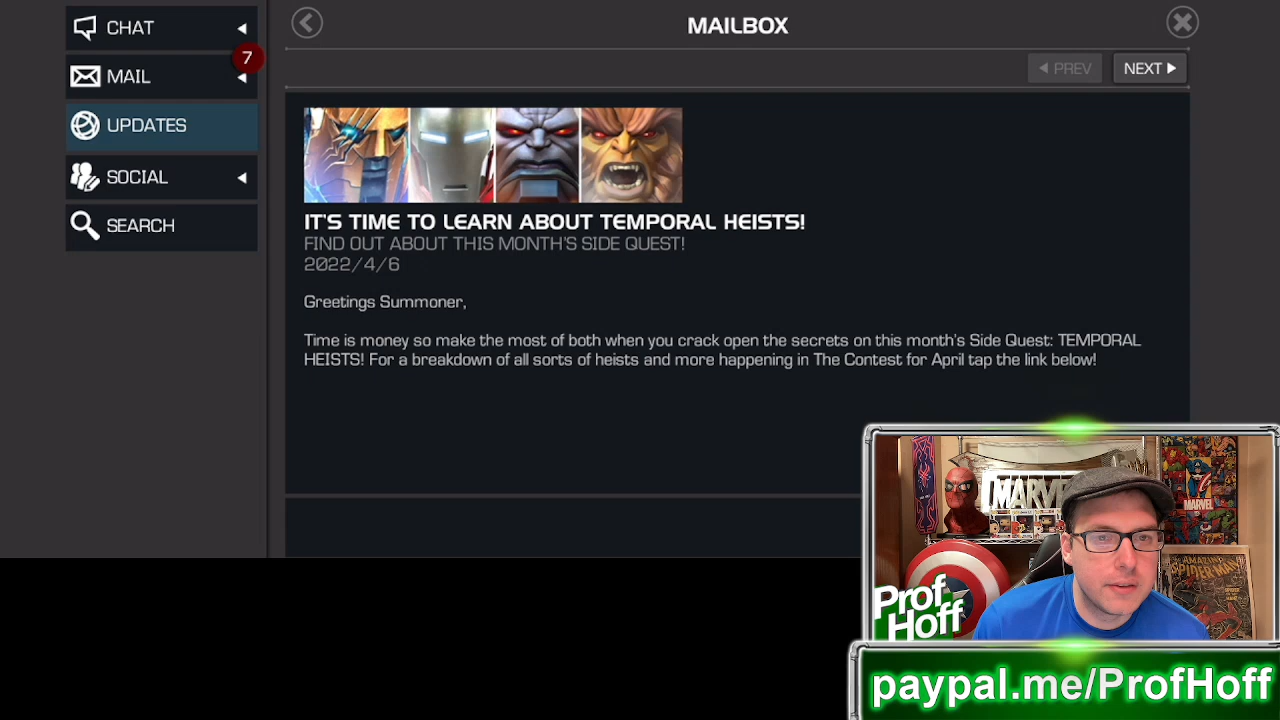 CHAT
MAIL
7
UPDATES
SOCIAL
SEARCH
MAILBOX
PREV
NEXT
IT'S TIME TO LEARN ABOUT TEMPORAL HEISTS!
FIND OUT ABOUT THIS MONTH'S SIDE QUEST!
2022/4/6
Greetings Summoner,
Time is money so make the most of both when you crack open the secrets on this month's Side Quest: TEMPORAL
HEISTS! For a breakdown of all sorts of heists and more happening in The Contest for April tap the link below!
MARVEL
AMAZING
SPIDER-MAN
Prof
Hoff
paypal.me/ProfHoff